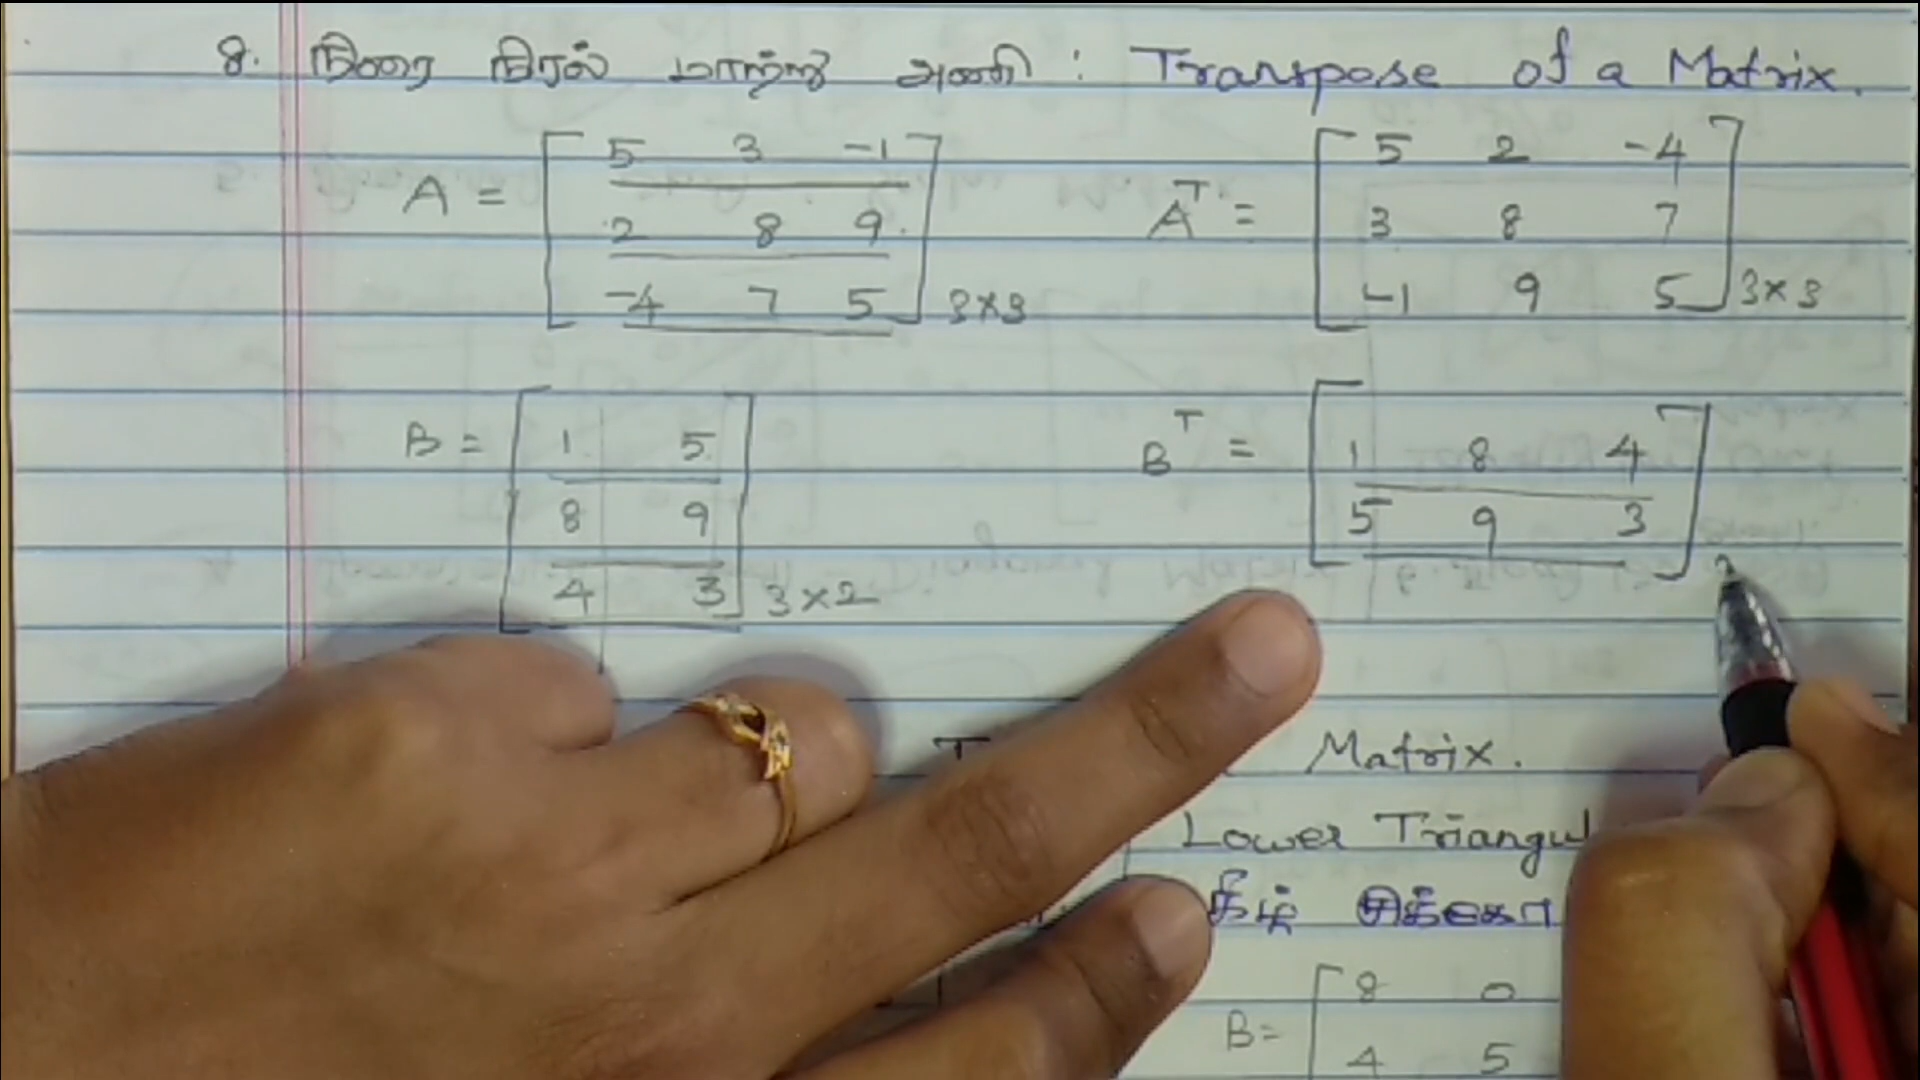 8. நிரை நிரல் மாற்று அணி : Transpose of a Matrix.
A = [ 5 3 -1
2 8 9
-4 7 5 ] 3×3
A^T = [ 5 2 -4
3 8 7
-1 9 5 ] 3×3
B = [ 1 5
8 9
4 3 ] 3×2
B^T = [ 1 8 4
5 9 3 ]
Matrix.
Lower Triangul
கீழ்
B = [ 8 0
4 5